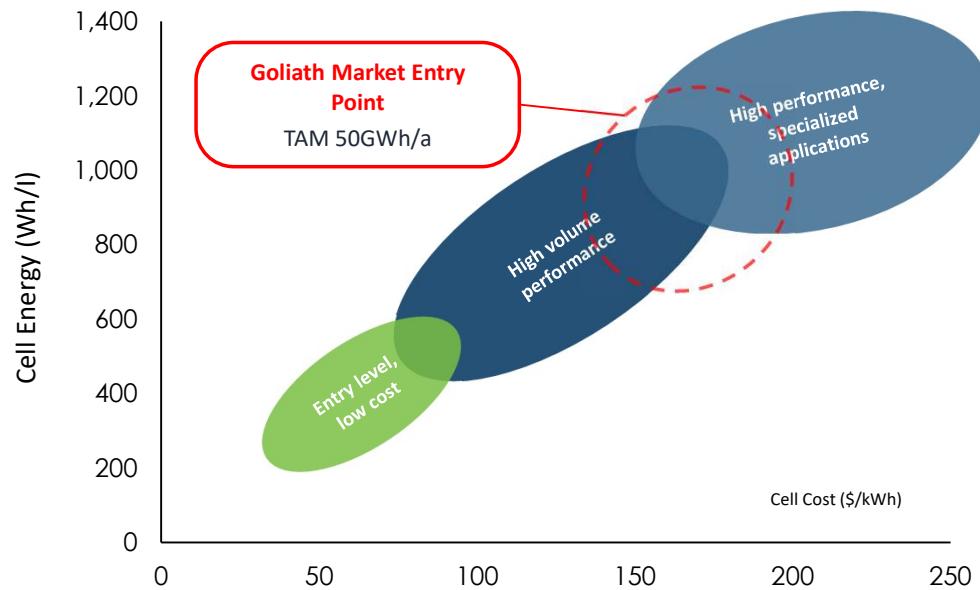 1,400
1,200
1,000
800
600
400
200
0
Cell Energy (Wh/l)
Goliath Market Entry
Point
TAM 50GWh/a
High performance,
specialized
applications
High volume
performance
Entry level,
low cost
Cell Cost ($/kWh)
0 50 100 150 200 250